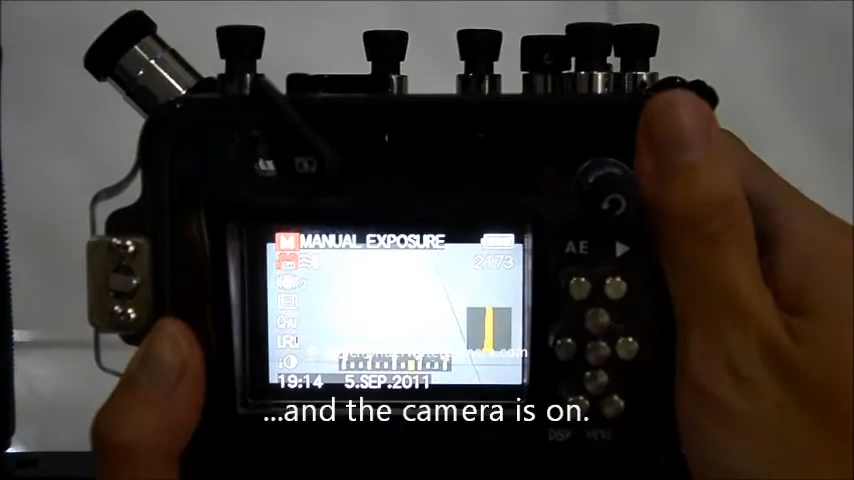 M MANUAL EXPOSURE
2173
AE
19:14 5.SEP.2011
...and the camera is on.
DISP MENU